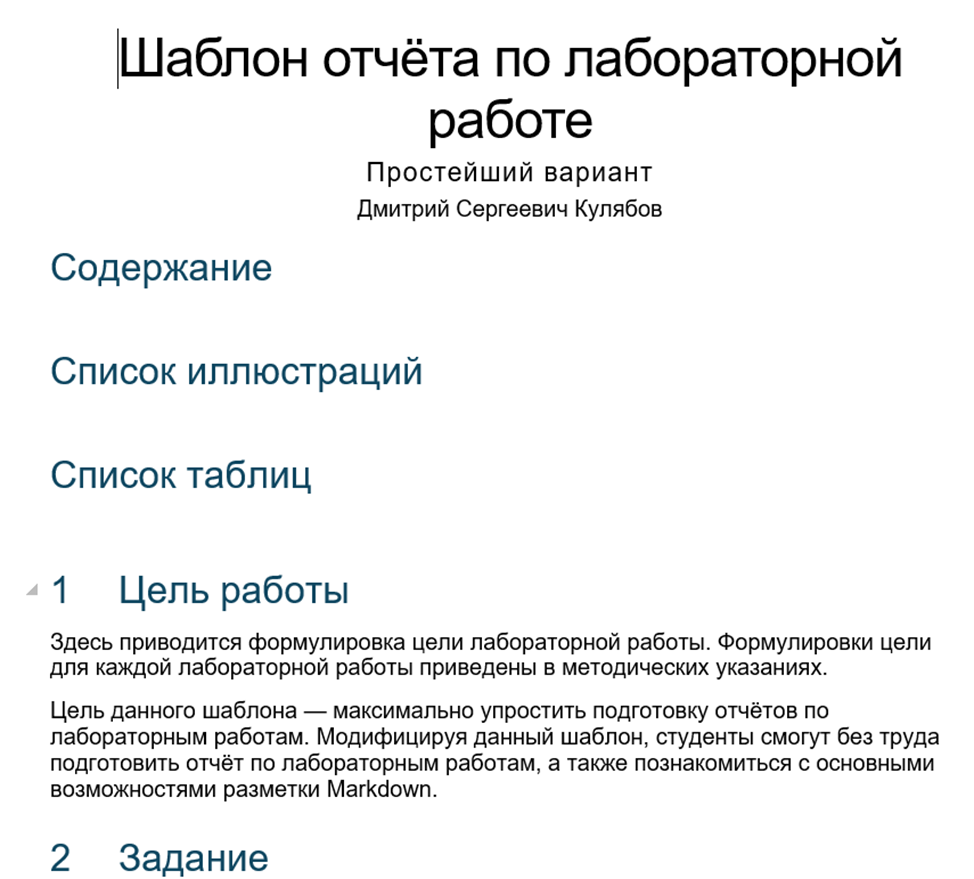 Шаблон отчёта по лабораторной
работе
Простейший вариант
Дмитрий Сергеевич Кулябов
Содержание
Список иллюстраций
Список таблиц
1 Цель работы
Здесь приводится формулировка цели лабораторной работы. Формулировки цели
для каждой лабораторной работы приведены в методических указаниях.
Цель данного шаблона — максимально упростить подготовку отчётов по
лабораторным работам. Модифицируя данный шаблон, студенты смогут без труда
подготовить отчёт по лабораторным работам, а также познакомиться с основными
возможностями разметки Markdown.
2 Задание